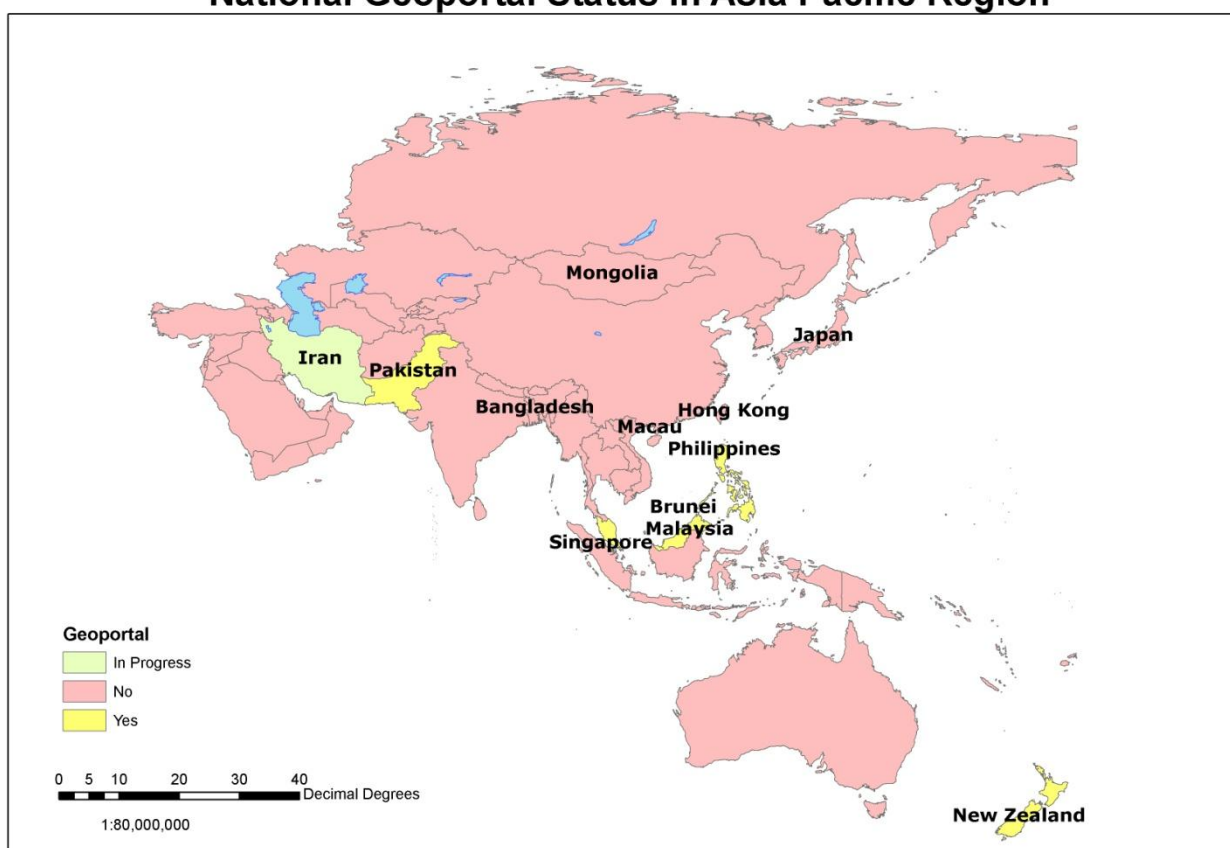 National Geoportal Status in Asia Pacific Region
Mongolia
Japan
Iran
Pakistan
Bangladesh
Hong Kong
Macau
Philippines
Brunei
Malaysia
Singapore
New Zealand
Geoportal
In Progress
No
Yes
0 5 10 20 30 40
Decimal Degrees
1:80,000,000